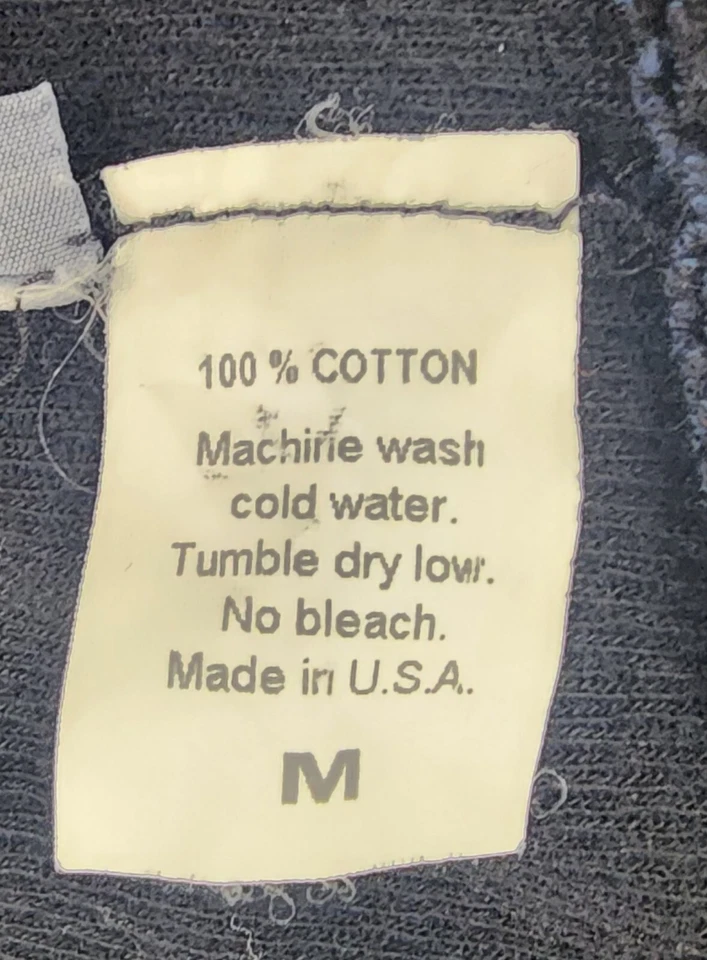 100 % COTTON
Machine wash
cold water.
Tumble dry low.
No bleach.
Made in U.S.A.
M